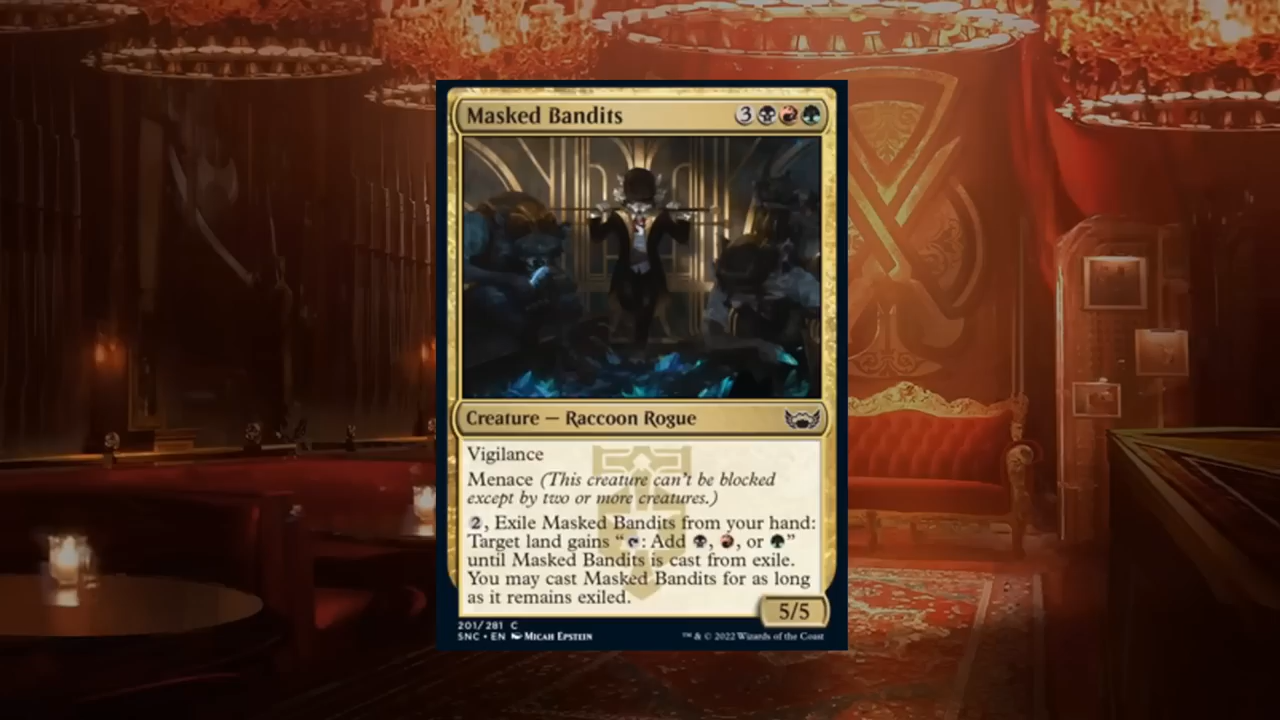 Masked Bandits 3
Creature — Raccoon Rogue
Vigilance
Menace (This creature can't be blocked
except by two or more creatures.)
2, Exile Masked Bandits from your hand:
Target land gains “ : Add , , or ”
until Masked Bandits is cast from exile.
You may cast Masked Bandits for as long
as it remains exiled.
5/5
201/281 C
SNC • EN Micah Epstein
™ & © 2022 Wizards of the Coast